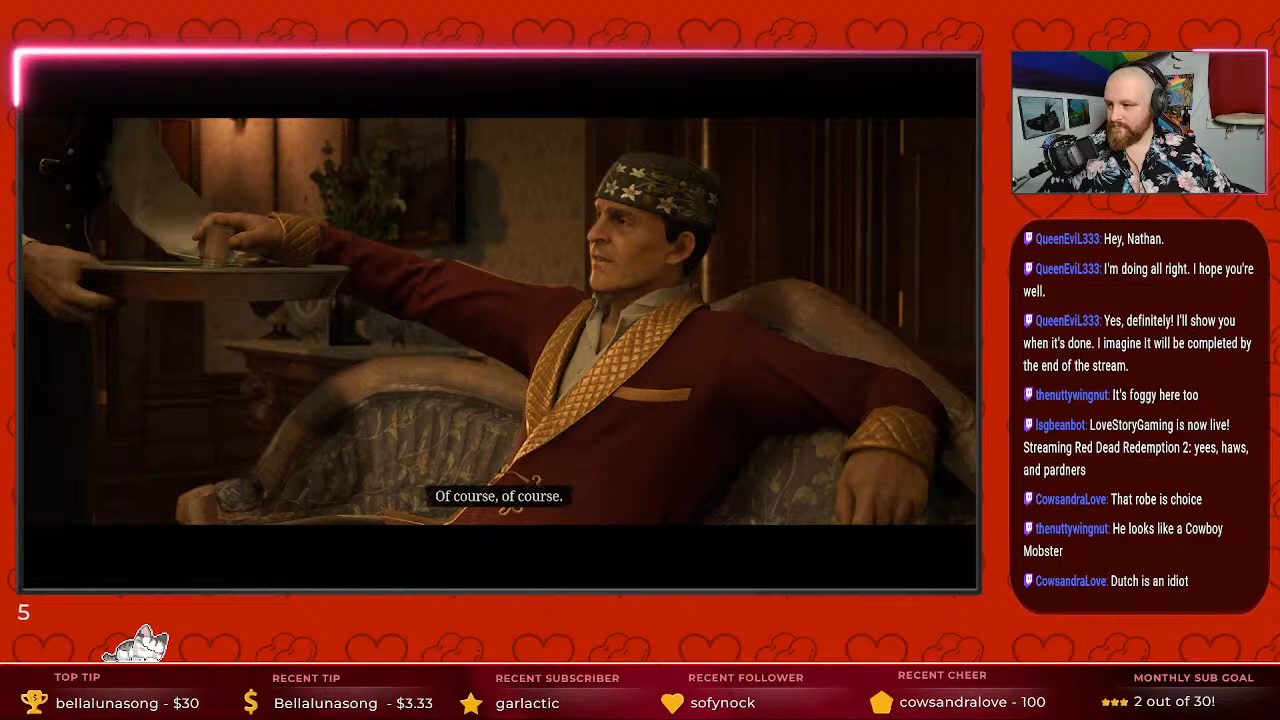 QueenEviL333: Hey, Nathan.
QueenEviL333: I'm doing all right. I hope you're
well.
QueenEviL333: Yes, definitely! I'll show you
when it's done. I imagine It will be completed by
the end of the stream.
thenuttywingnut: It's foggy here too
lsgbeanbot: LoveStoryGaming is now live!
Streaming Red Dead Redemption 2: yees, haws,
and pardners
CowsandraLove: That robe is choice
thenuttywingnut: He looks like a Cowboy
Mobster
CowsandraLove: Dutch is an idiot
Of course, of course.
5
TOP TIP
bellalunasong - $30
RECENT TIP
Bellalunasong - $3.33
RECENT SUBSCRIBER
garlactic
RECENT FOLLOWER
sofynock
RECENT CHEER
cowsandralove - 100
MONTHLY SUB GOAL
2 out of 30!